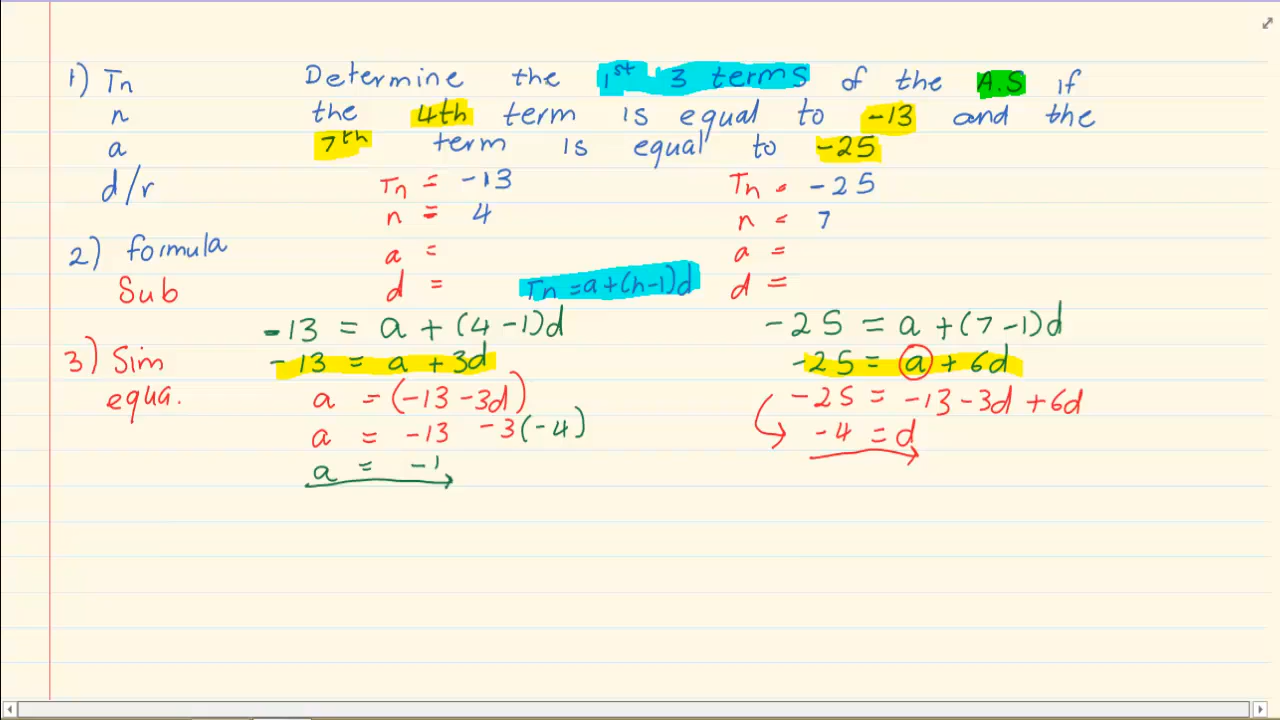 1) Tn Determine the 1st 3 terms of the A.S if
n the 4th term is equal to -13 and the
a 7th term is equal to -25
d/r Tn = -13 Tn = -25
n = 4 n = 7
2) formula a = a =
Sub d = Tn = a+(n-1)d d =
-13 = a + (4-1)d -25 = a + (7-1)d
3) Sim -13 = a + 3d -25 = a + 6d
equa. a = (-13 -3d) -25 = -13 -3d + 6d
a = -13 -3(-4) -4 = d
a = -1